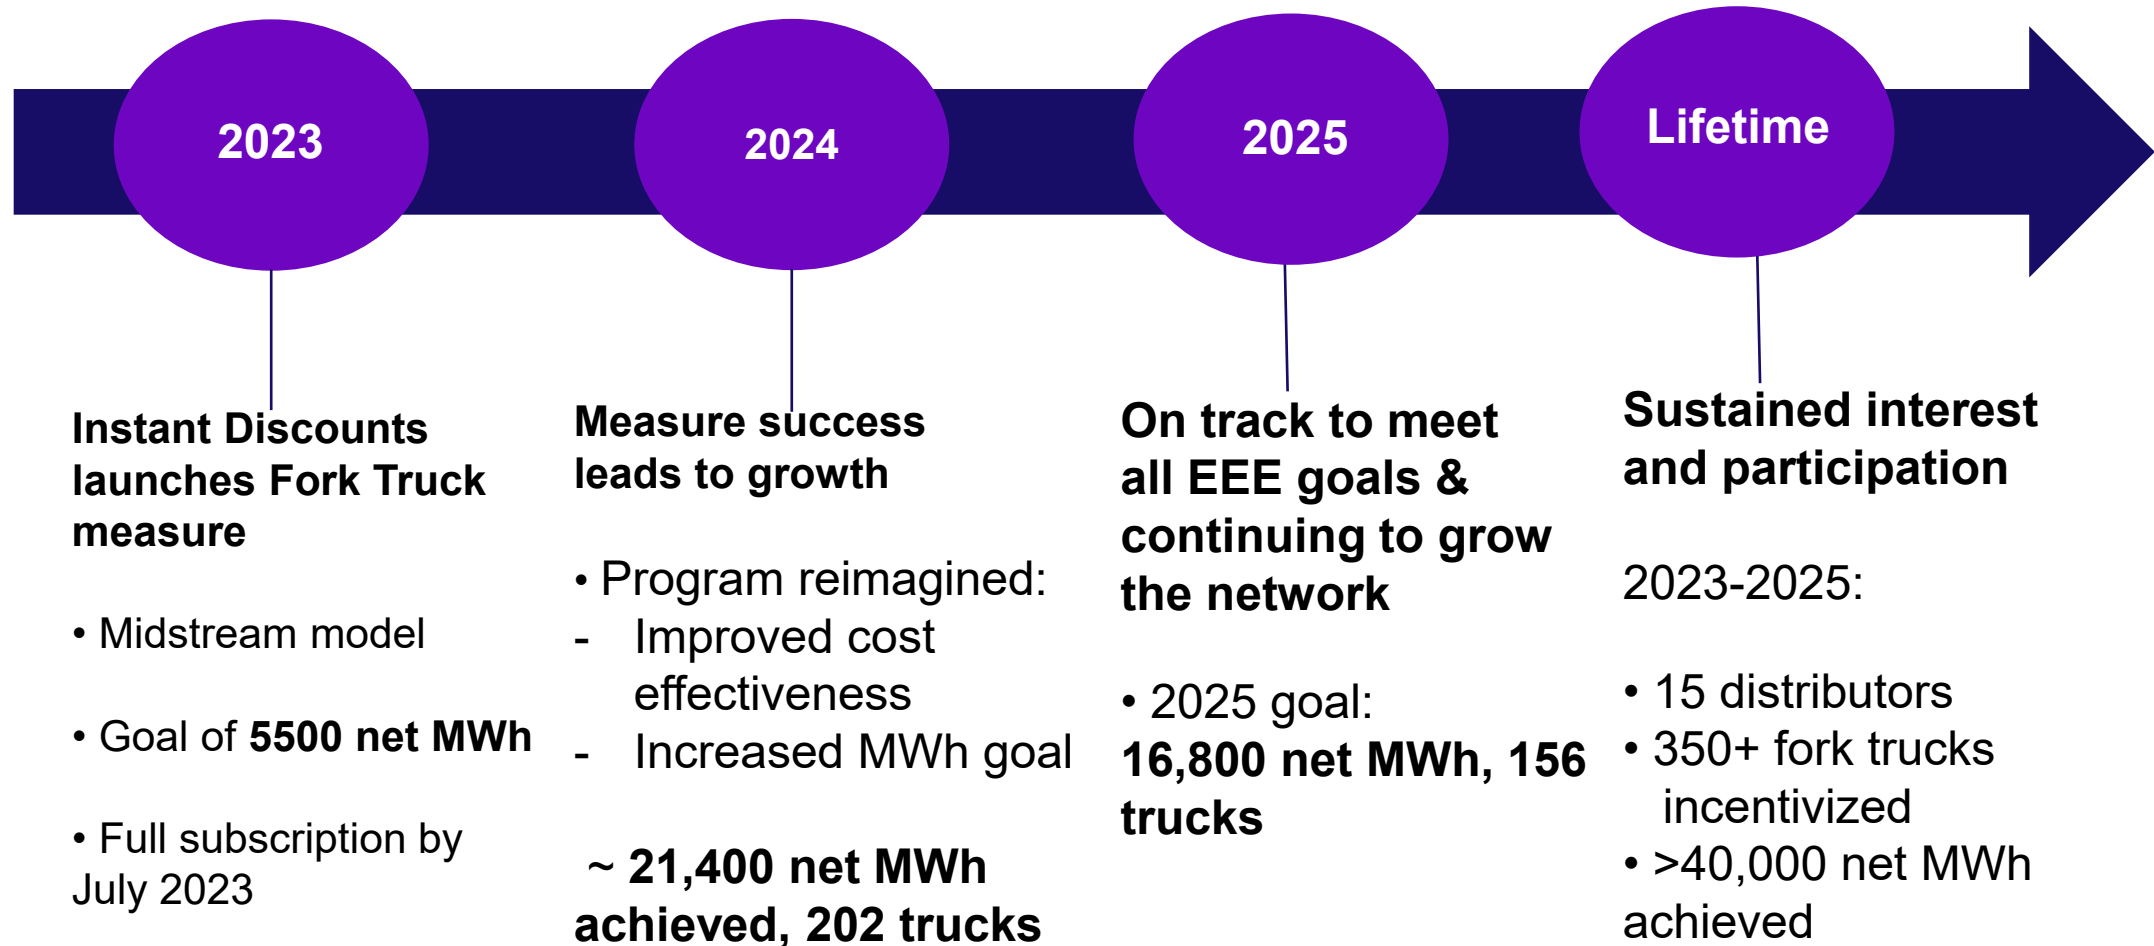 2023
2024
2025
Lifetime
Instant Discounts
launches Fork Truck
measure
• Midstream model
• Goal of 5500 net MWh
• Full subscription by
July 2023
Measure success
leads to growth
• Program reimagined:
- Improved cost
effectiveness
- Increased MWh goal
~ 21,400 net MWh
achieved, 202 trucks
On track to meet
all EEE goals &
continuing to grow
the network
• 2025 goal:
16,800 net MWh, 156
trucks
Sustained interest
and participation
2023-2025:
• 15 distributors
• 350+ fork trucks
incentivized
• >40,000 net MWh
achieved